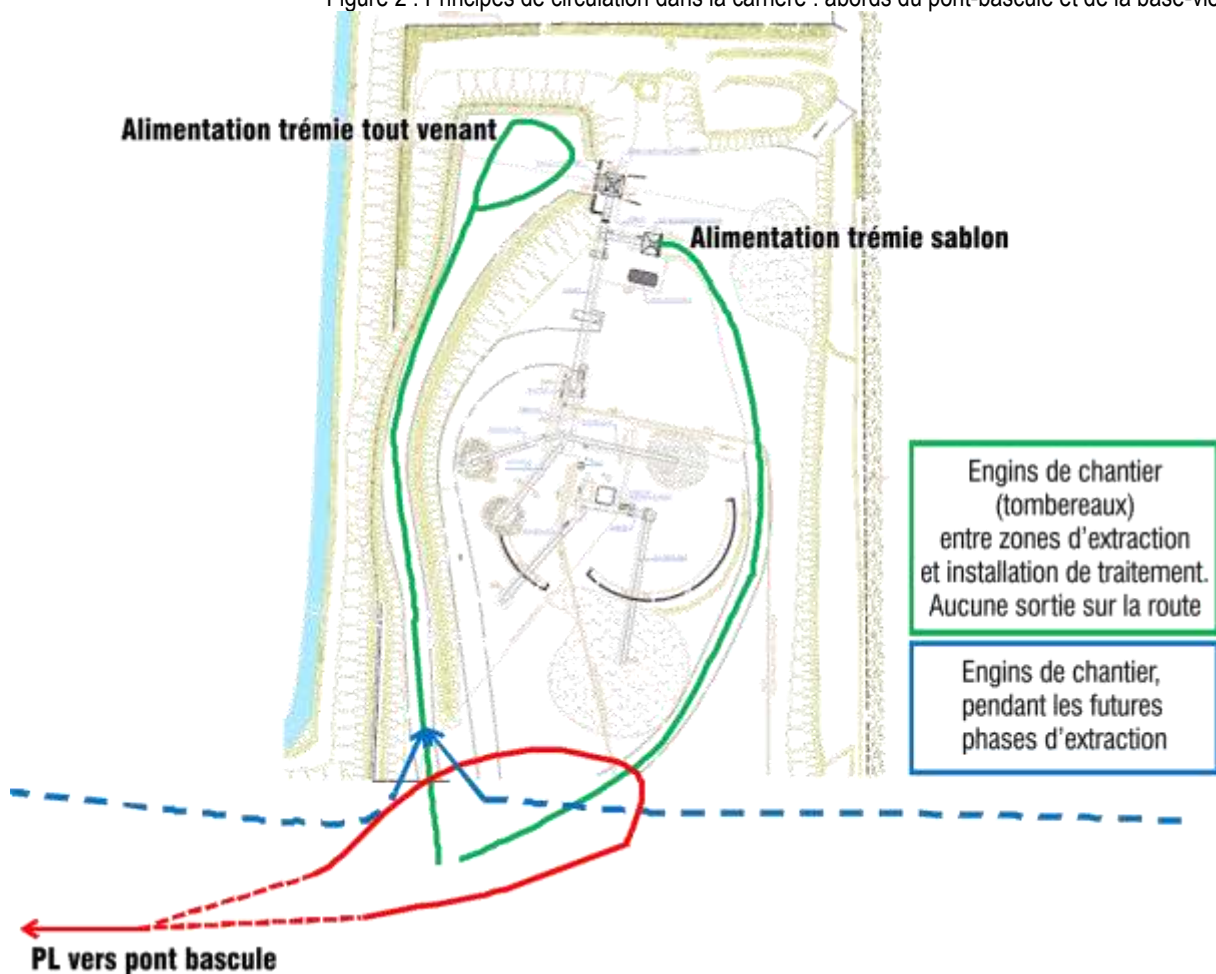 Figure 2 : Principes de circulation dans la carrière : abords du pont-bascule et de la base-vie
Alimentation trémie tout venant
Alimentation trémie sablon
Engins de chantier
(tombereaux)
entre zones d'extraction
et installation de traitement.
Aucune sortie sur la route
Engins de chantier,
pendant les futures
phases d'extraction
PL vers pont bascule